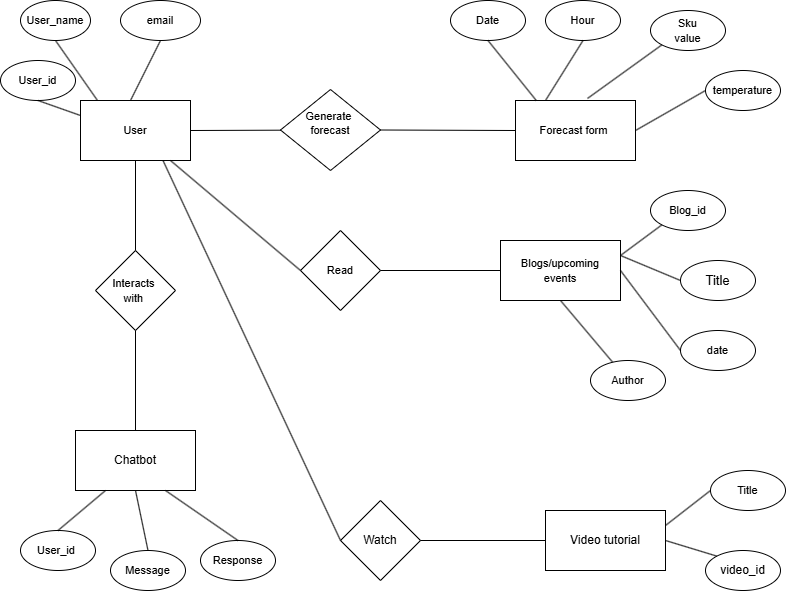 User_name
email
User_id
User
Generate
forecast
Date
Hour
Sku
value
temperature
Forecast form
Read
Blogs/upcoming
events
Blog_id
Title
date
Author
Interacts
with
Chatbot
User_id
Message
Response
Watch
Video tutorial
Title
video_id